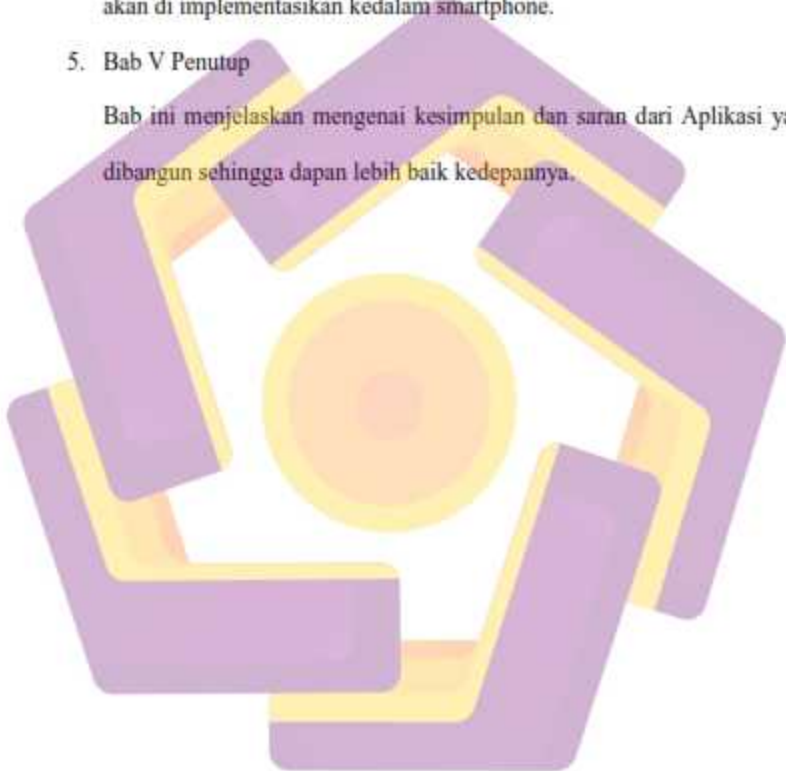 akan di implementasikan kedalam smartphone.
5. Bab V Penutup
Bab ini menjelaskan mengenai kesimpulan dan saran dari Aplikasi
dibangun sehingga dapan lebih baik kedepannya.